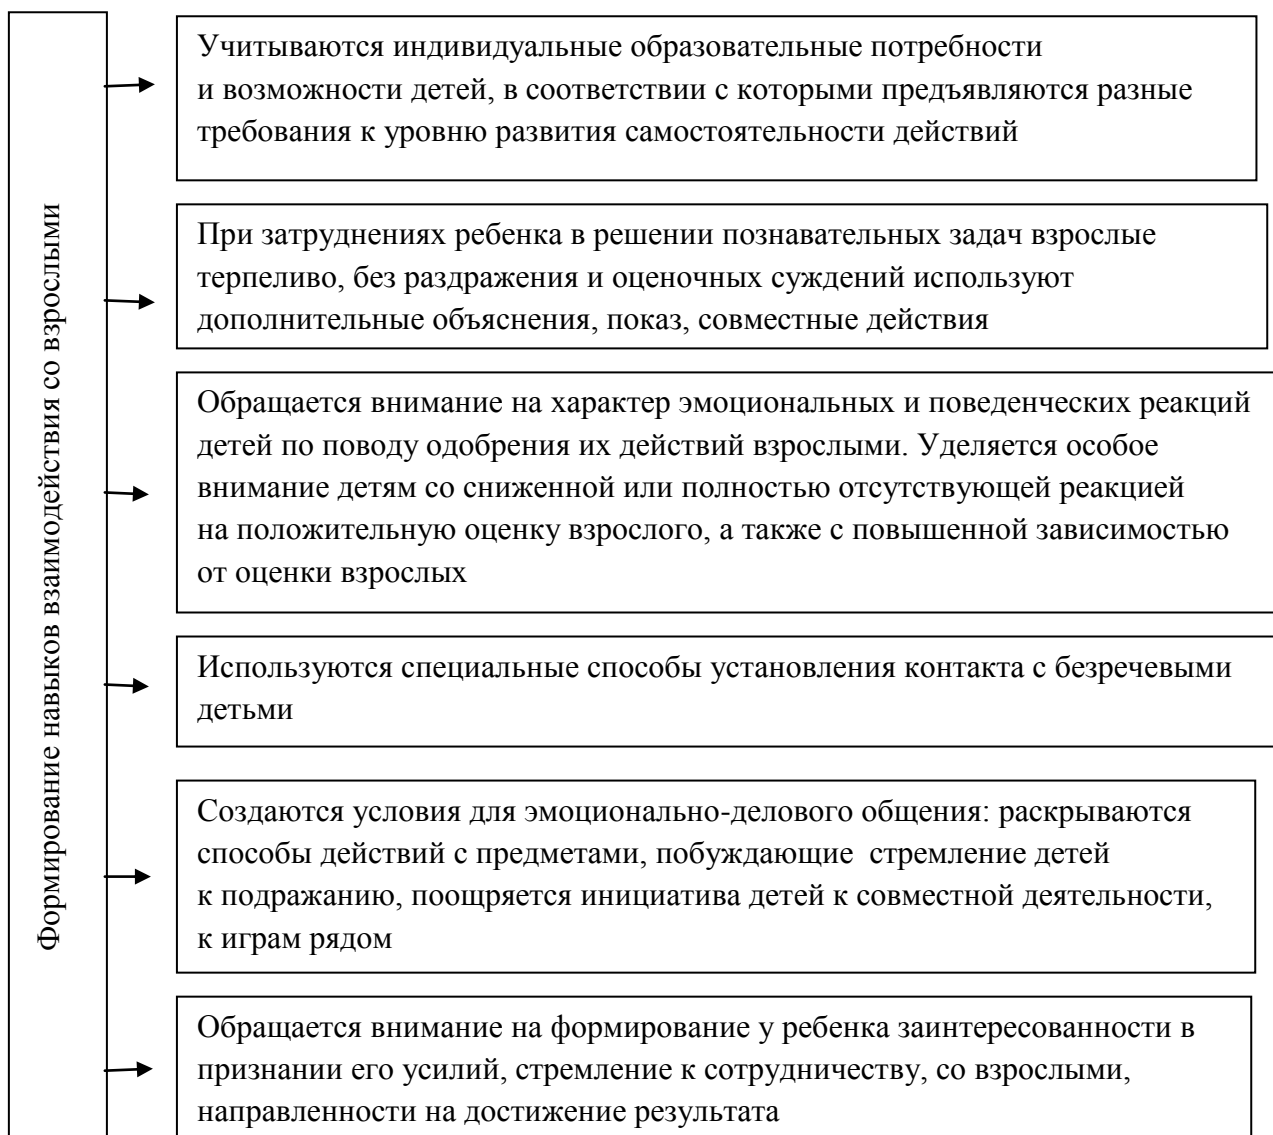 Формирование навыков взаимодействия со взрослыми
Учитываются индивидуальные образовательные потребности
и возможности детей, в соответствии с которыми предъявляются разные
требования к уровню развития самостоятельности действий
При затруднениях ребенка в решении познавательных задач взрослые
терпеливо, без раздражения и оценочных суждений используют
дополнительные объяснения, показ, совместные действия
Обращается внимание на характер эмоциональных и поведенческих реакций
детей по поводу одобрения их действий взрослыми. Уделяется особое
внимание детям со сниженной или полностью отсутствующей реакцией
на положительную оценку взрослого, а также с повышенной зависимостью
от оценки взрослых
Используются специальные способы установления контакта с безречевыми
детьми
Создаются условия для эмоционально-делового общения: раскрываются
способы действий с предметами, побуждающие стремление детей
к подражанию, поощряется инициатива детей к совместной деятельности,
к играм рядом
Обращается внимание на формирование у ребенка заинтересованности в
признании его усилий, стремление к сотрудничеству, со взрослыми,
направленности на достижение результата